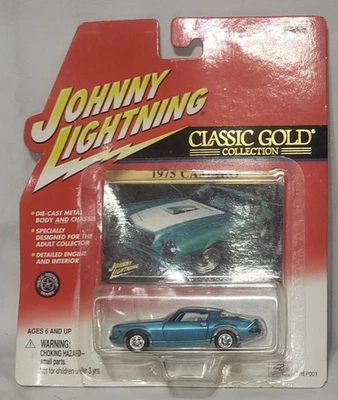 JOHNNY
LIGHTNING
CLASSIC GOLD®
COLLECTION
1975 CAMARO
• DIE-CAST METAL
BODY AND CHASSIS
• SPECIALLY
DESIGNED FOR THE
ADULT COLLECTOR
• DETAILED ENGINE
AND INTERIOR
JOHNNY
LIGHTNING
AGES 6 AND UP
WARNING:
CHOKING HAZARD—
small parts.
Not for children under 3 yrs.